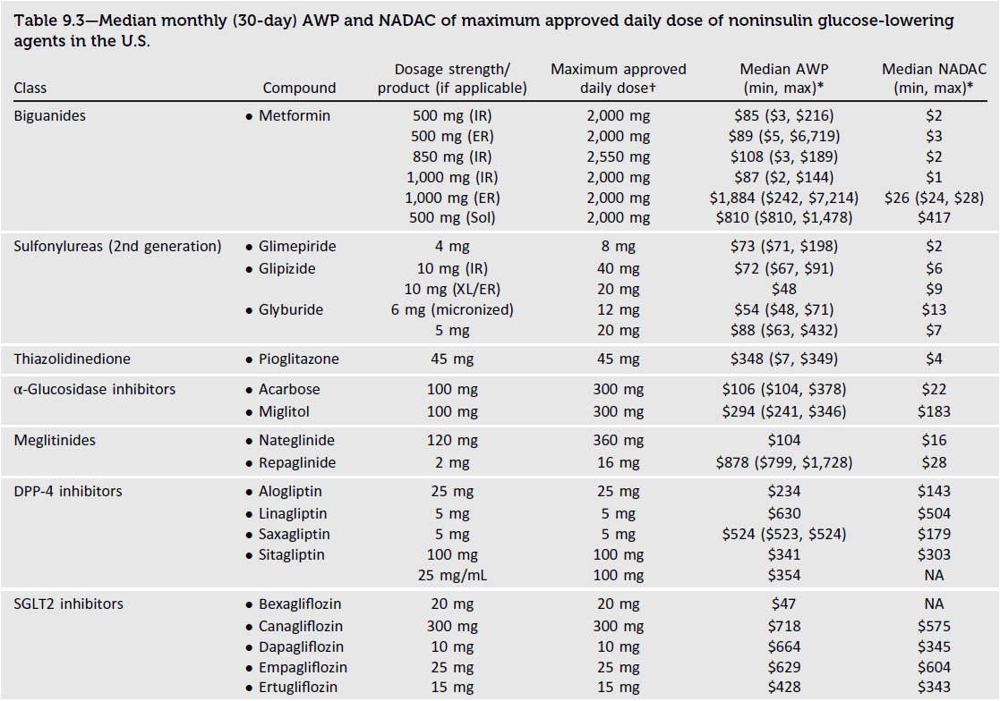 Table 9.3—Median monthly (30-day) AWP and NADAC of maximum approved daily dose of noninsulin glucose-lowering
agents in the U.S.
Class Compound Dosage strength/ product (if applicable) Maximum approved daily dose† Median AWP (min, max)* Median NADAC (min, max)*
Biguanides • Metformin 500 mg (IR) 2,000 mg $85 ($3, $216) $2
500 mg (ER) 2,000 mg $89 ($5, $6,719) $3
850 mg (IR) 2,550 mg $108 ($3, $189) $2
1,000 mg (IR) 2,000 mg $87 ($2, $144) $1
1,000 mg (ER) 2,000 mg $1,884 ($242, $7,214) $26 ($24, $28)
500 mg (Sol) 2,000 mg $810 ($810, $1,478) $417
Sulfonylureas (2nd generation) • Glimepiride 4 mg 8 mg $73 ($71, $198) $2
• Glipizide 10 mg (IR) 40 mg $72 ($67, $91) $6
10 mg (XL/ER) 20 mg $48 $9
• Glyburide 6 mg (micronized) 12 mg $54 ($48, $71) $13
5 mg 20 mg $88 ($63, $432) $7
Thiazolidinedione • Pioglitazone 45 mg 45 mg $348 ($7, $349) $4
α-Glucosidase inhibitors • Acarbose 100 mg 300 mg $106 ($104, $378) $22
• Miglitol 100 mg 300 mg $294 ($241, $346) $183
Meglitinides • Nateglinide 120 mg 360 mg $104 $16
• Repaglinide 2 mg 16 mg $878 ($799, $1,728) $28
DPP-4 inhibitors • Alogliptin 25 mg 25 mg $234 $143
• Linagliptin 5 mg 5 mg $630 $504
• Saxagliptin 5 mg 5 mg $524 ($523, $524) $179
• Sitagliptin 100 mg 100 mg $341 $303
25 mg/mL 100 mg $354 NA
SGLT2 inhibitors • Bexagliflozin 20 mg 20 mg $47 NA
• Canagliflozin 300 mg 300 mg $718 $575
• Dapagliflozin 10 mg 10 mg $664 $345
• Empagliflozin 25 mg 25 mg $629 $604
• Ertugliflozin 15 mg 15 mg $428 $343